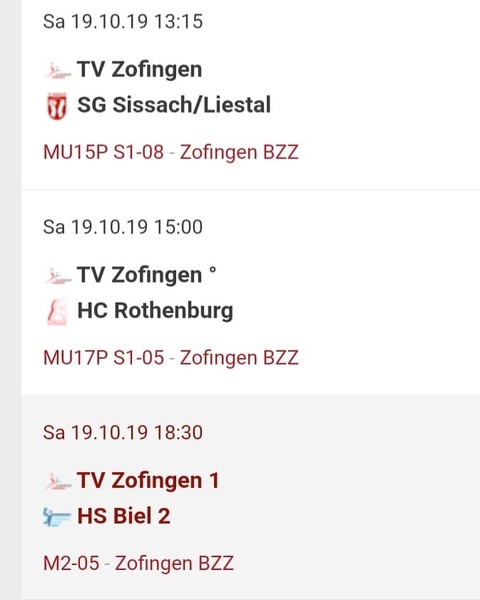 Sa 19.10.19 13:15
TV Zofingen
SG Sissach/Liestal
MU15P S1-08 - Zofingen BZZ
Sa 19.10.19 15:00
TV Zofingen °
HC Rothenburg
MU17P S1-05 - Zofingen BZZ
Sa 19.10.19 18:30
TV Zofingen 1
HS Biel 2
M2-05 - Zofingen BZZ